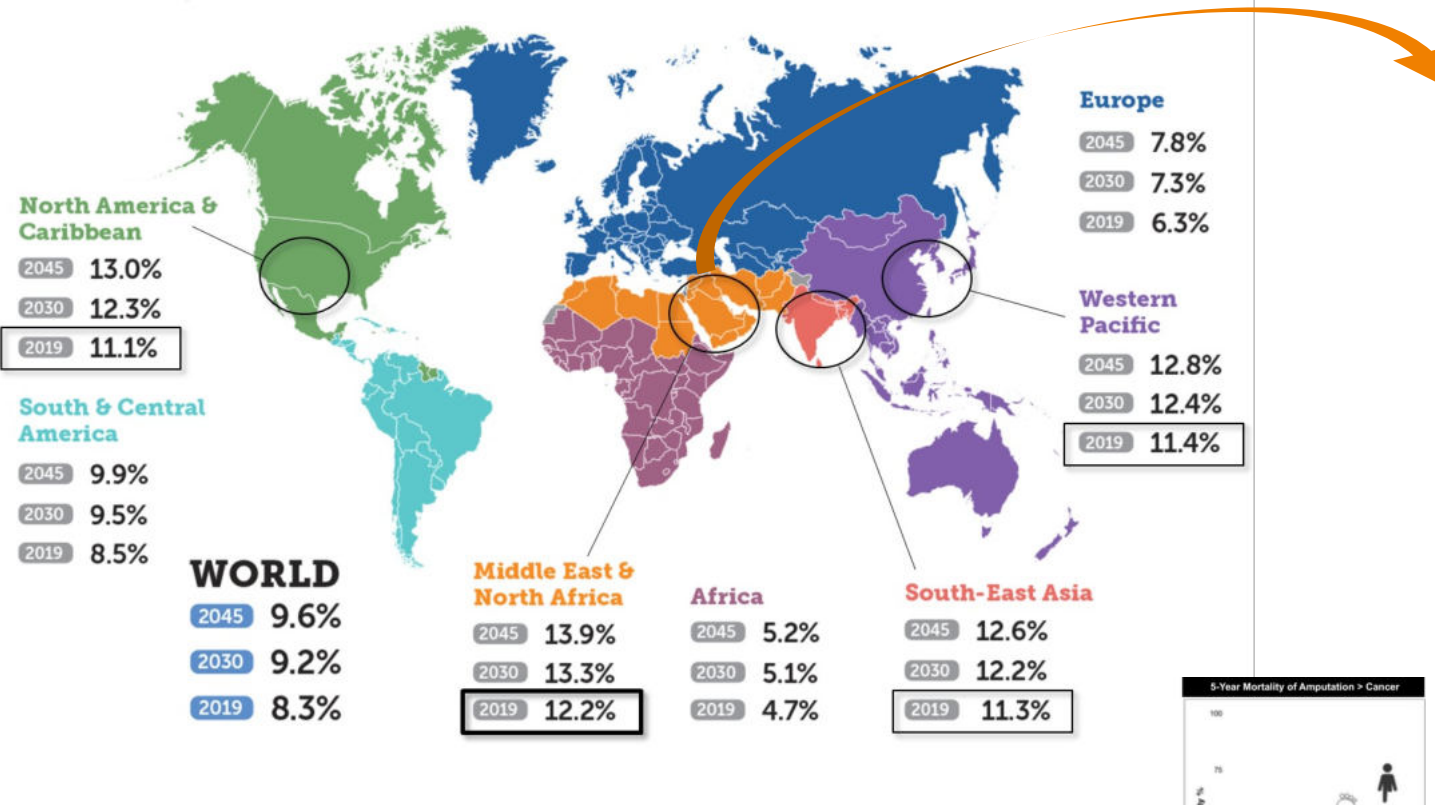 North America &
Caribbean
2045 13.0%
2030 12.3%
2019 11.1%
South & Central
America
2045 9.9%
2030 9.5%
2019 8.5%
WORLD
2045 9.6%
2030 9.2%
2019 8.3%
Middle East &
North Africa
2045 13.9%
2030 13.3%
2019 12.2%
Africa
2045 5.2%
2030 5.1%
2019 4.7%
South-East Asia
2045 12.6%
2030 12.2%
2019 11.3%
Europe
2045 7.8%
2030 7.3%
2019 6.3%
Western
Pacific
2045 12.8%
2030 12.4%
2019 11.4%
5-Year Mortality of Amputation > Cancer
100
75